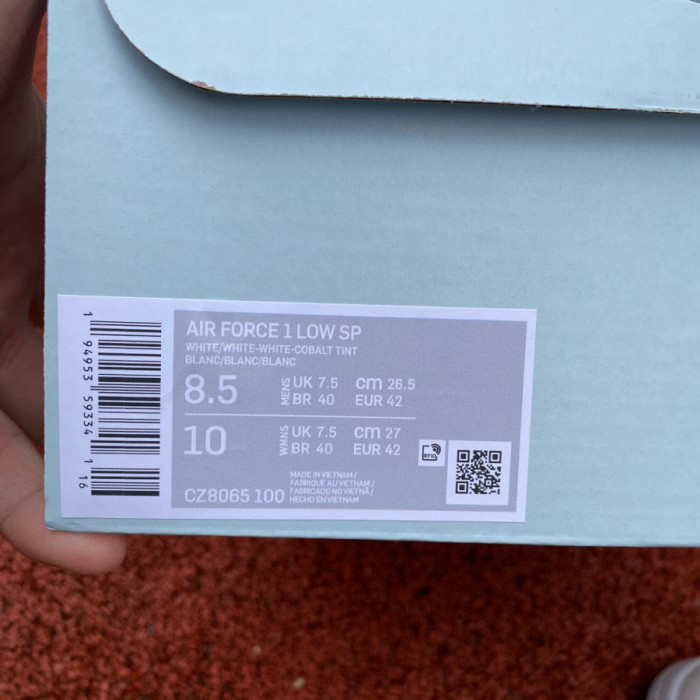 AIR FORCE 1 LOW SP
WHITE/WHITE-WHITE-COBALT TINT
BLANC/BLANC/BLANC
8.5 MENS UK 7.5 cm 26.5
BR 40 EUR 42
10 WMNS UK 7.5 cm 27
BR 40 EUR 42
RFID
MADE IN VIETNAM /
FABRIQUE AU VIETNAM /
FABRICADO NO VIETNÃ /
HECHO EN VIETNAM
CZ8065 100
1 94953 59334 1 16